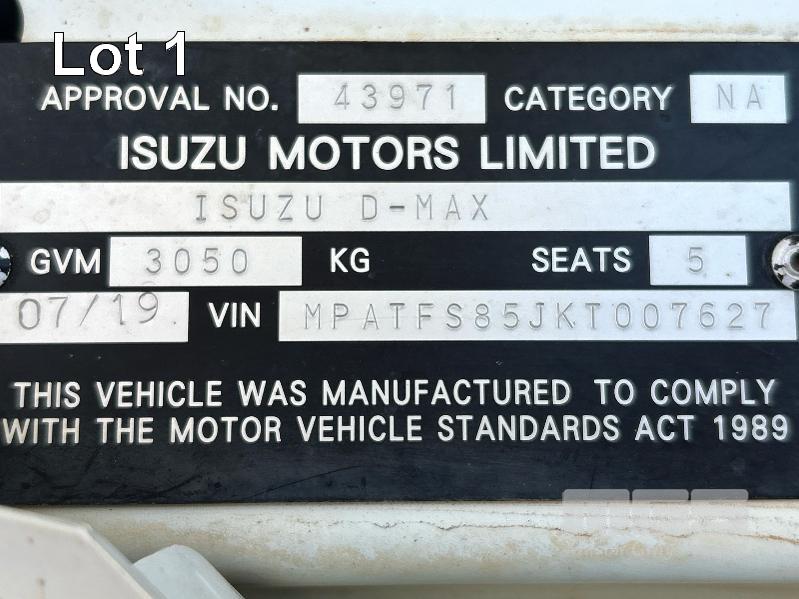 Lot 1
APPROVAL NO. 43971 CATEGORY NA
ISUZU MOTORS LIMITED
ISUZU D-MAX
GVM 3050 KG SEATS 5
07/19 VIN MPATFS85JKT007627
THIS VEHICLE WAS MANUFACTURED TO COMPLY
WITH THE MOTOR VEHICLE STANDARDS ACT 1989